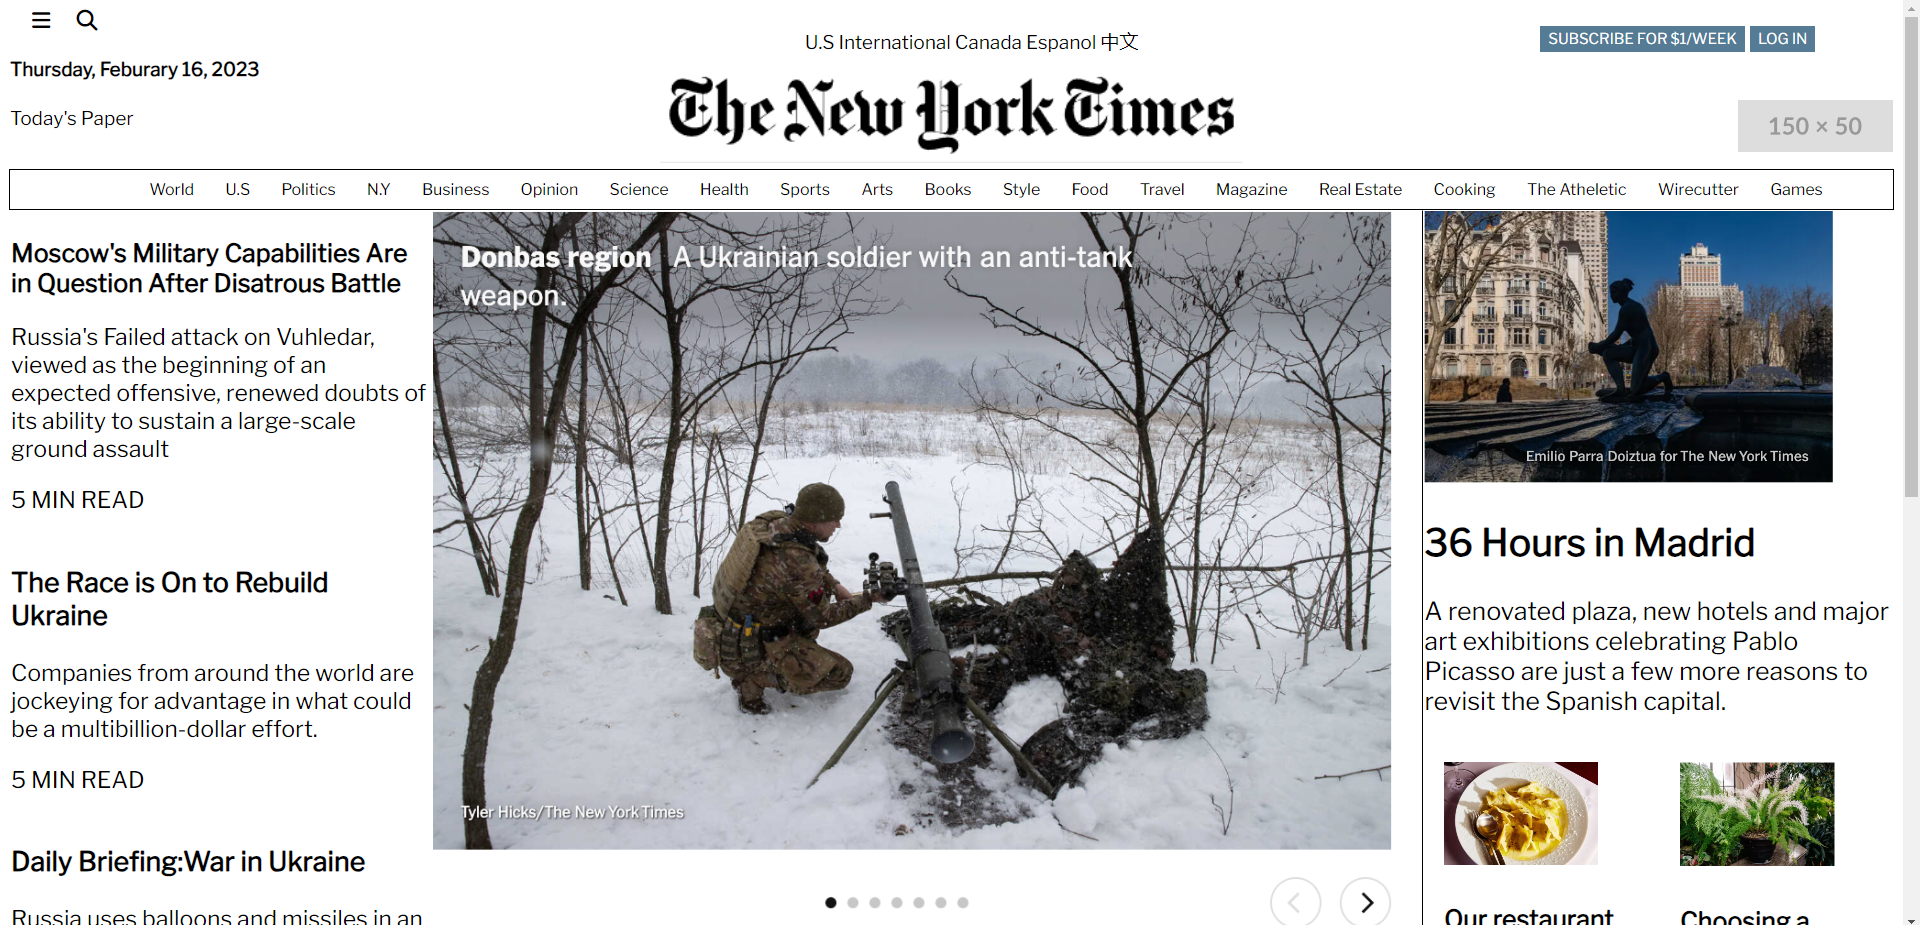 U.S International Canada Espanol 中文
SUBSCRIBE FOR $1/WEEK
LOG IN
Thursday, Feburary 16, 2023
Today's Paper
The New York Times
150 × 50
World U.S Politics N.Y Business Opinion Science Health Sports Arts Books Style Food Travel Magazine Real Estate Cooking The Atheletic Wirecutter Games
Moscow's Military Capabilities Are
in Question After Disatrous Battle
Russia's Failed attack on Vuhledar,
viewed as the beginning of an
expected offensive, renewed doubts of
its ability to sustain a large-scale
ground assault
5 MIN READ
The Race is On to Rebuild
Ukraine
Companies from around the world are
jockeying for advantage in what could
be a multibillion-dollar effort.
5 MIN READ
Daily Briefing:War in Ukraine
Russia uses balloons and missiles in an
Donbas region A Ukrainian soldier with an anti-tank
weapon.
Tyler Hicks/The New York Times
Emilio Parra Doiztua for The New York Times
36 Hours in Madrid
A renovated plaza, new hotels and major
art exhibitions celebrating Pablo
Picasso are just a few more reasons to
revisit the Spanish capital.
Our restaurant
Choosing a